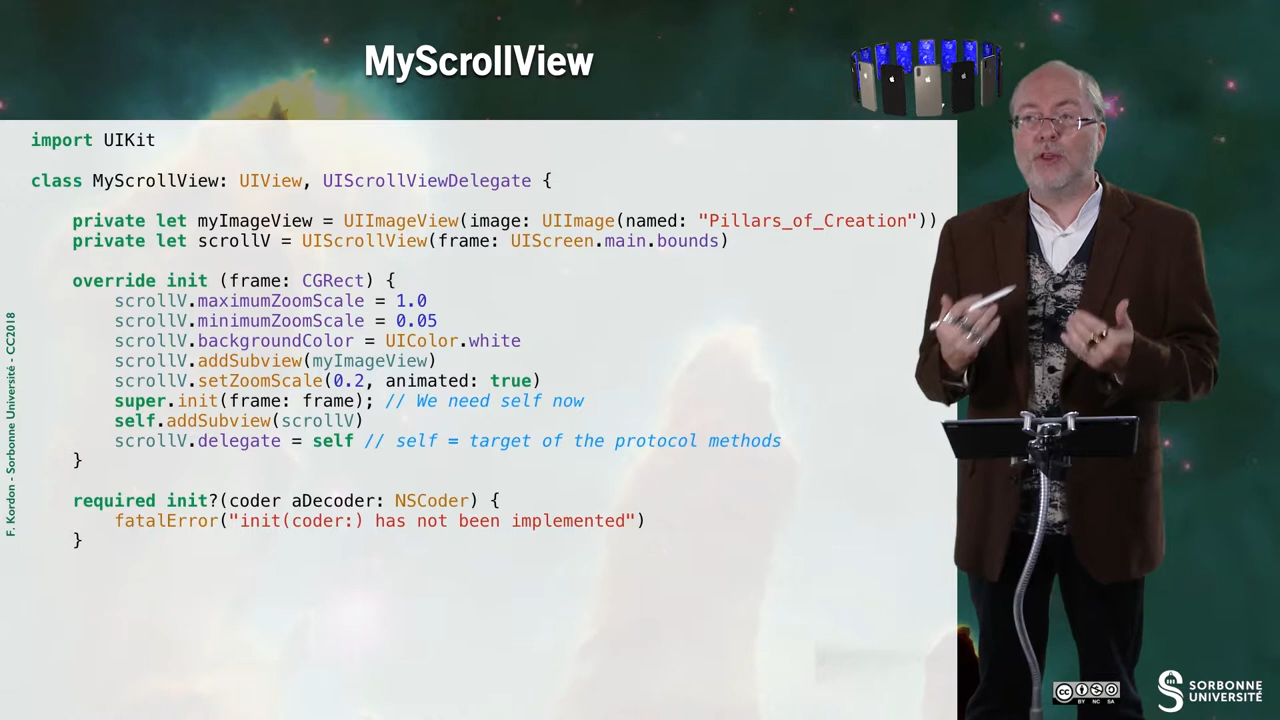 MyScrollView
import UIKit
class MyScrollView: UIView, UIScrollViewDelegate {
private let myImageView = UIImageView(image: UIImage(named: "Pillars_of_Creation"))
private let scrollV = UIScrollView(frame: UIScreen.main.bounds)
override init (frame: CGRect) {
scrollV.maximumZoomScale = 1.0
scrollV.minimumZoomScale = 0.05
scrollV.backgroundColor = UIColor.white
scrollV.addSubview(myImageView)
scrollV.setZoomScale(0.2, animated: true)
super.init(frame: frame); // We need self now
self.addSubview(scrollV)
scrollV.delegate = self // self = target of the protocol methods
}
required init?(coder aDecoder: NSCoder) {
fatalError("init(coder:) has not been implemented")
}
F. Kordon - Sorbonne Université - CC2018
cc
BY NC SA
SORBONNE
UNIVERSITÉ